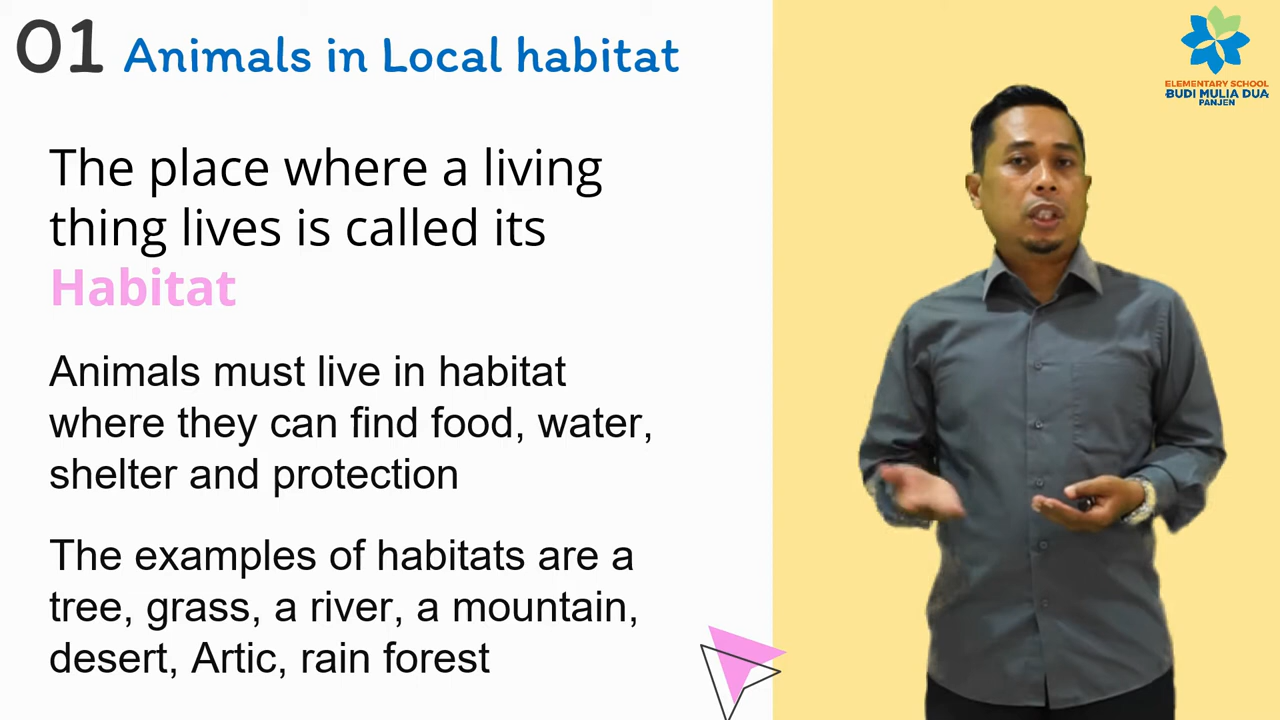 01 Animals in Local habitat
ELEMENTARY SCHOOL
BUDI MULIA DUA
PANJEN
The place where a living
thing lives is called its
Habitat
Animals must live in habitat
where they can find food, water,
shelter and protection
The examples of habitats are a
tree, grass, a river, a mountain,
desert, Artic, rain forest